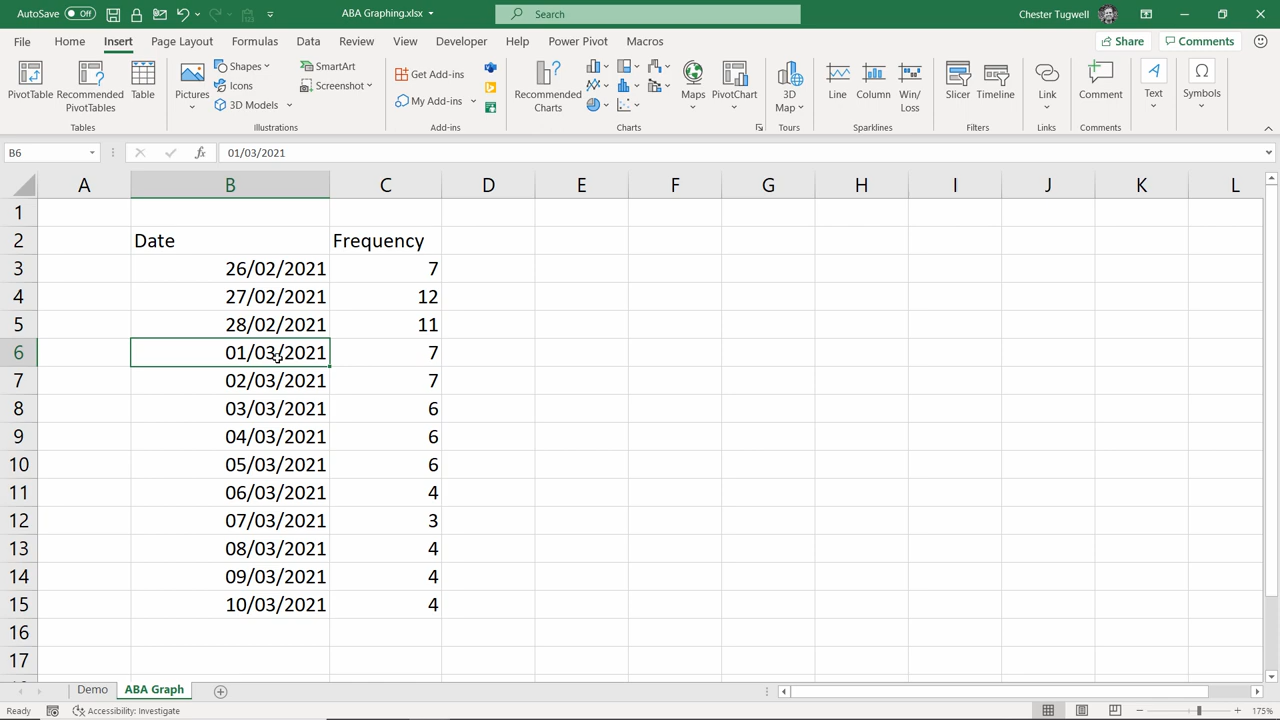 AutoSave Off ABA Graphing.xlsx Search Chester Tugwell
File Home Insert Page Layout Formulas Data Review View Developer Help Power Pivot Macros Share Comments
PivotTable Recommended PivotTables Table
Tables
Pictures Shapes Icons 3D Models SmartArt Screenshot
Illustrations
Get Add-ins My Add-ins
Add-ins
Recommended Charts Maps PivotChart
Charts
3D Map
Tours
Line Column Win/Loss
Sparklines
Slicer Timeline
Filters
Link
Links
Comment
Comments
Text Symbols
B6 fx 01/03/2021
A B C D E F G H I J K L
1
2 Date Frequency
3 26/02/2021 7
4 27/02/2021 12
5 28/02/2021 11
6 01/03/2021 7
7 02/03/2021 7
8 03/03/2021 6
9 04/03/2021 6
10 05/03/2021 6
11 06/03/2021 4
12 07/03/2021 3
13 08/03/2021 4
14 09/03/2021 4
15 10/03/2021 4
16
17
Demo ABA Graph
Ready Accessibility: Investigate 175%